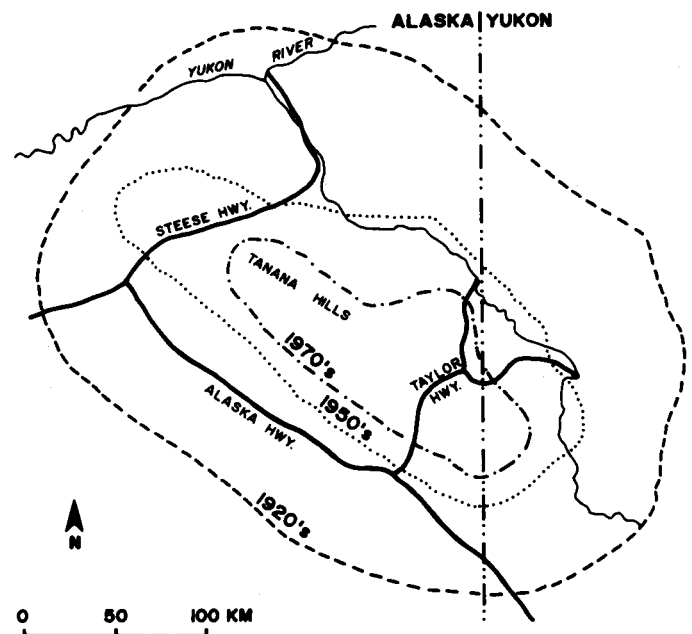 ALASKA YUKON
YUKON RIVER
STEESE HWY.
TANANA HILLS
1970's
TAYLOR
HWY.
1950's
ALASKA HWY.
1920's
N
0 50 100 KM